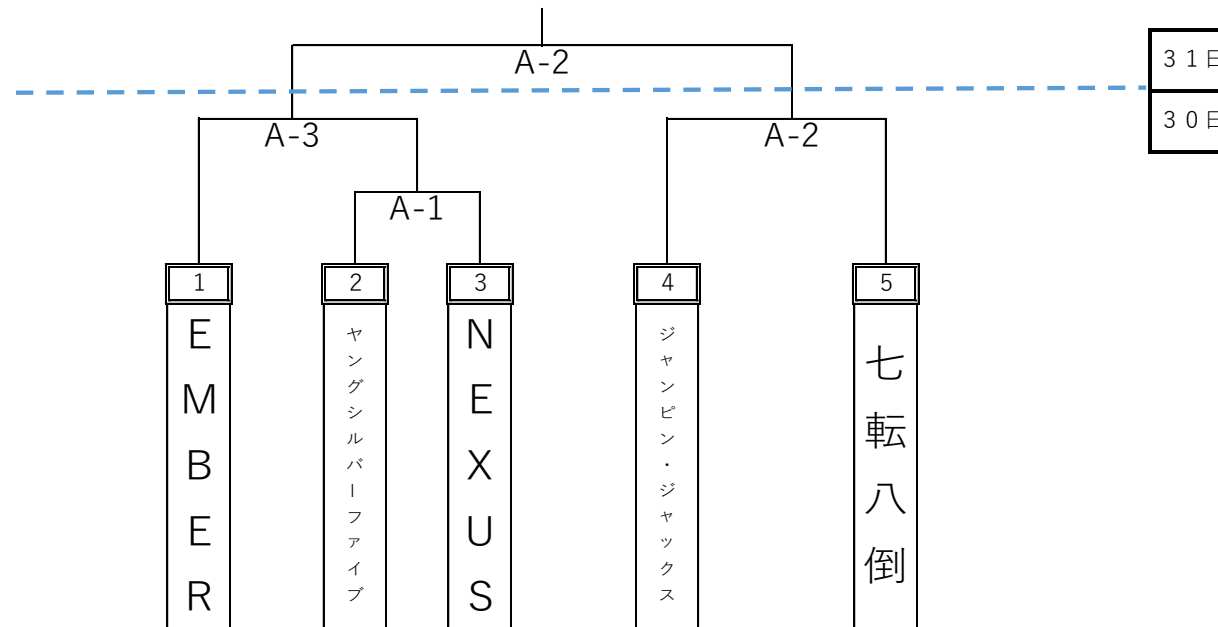 A-2
31日
30日
A-3
A-2
A-1
1
2
3
4
5
EMBER
ヤングシルバーファイブ
NEXUS
ジャンピン・ジャックス
七転八倒